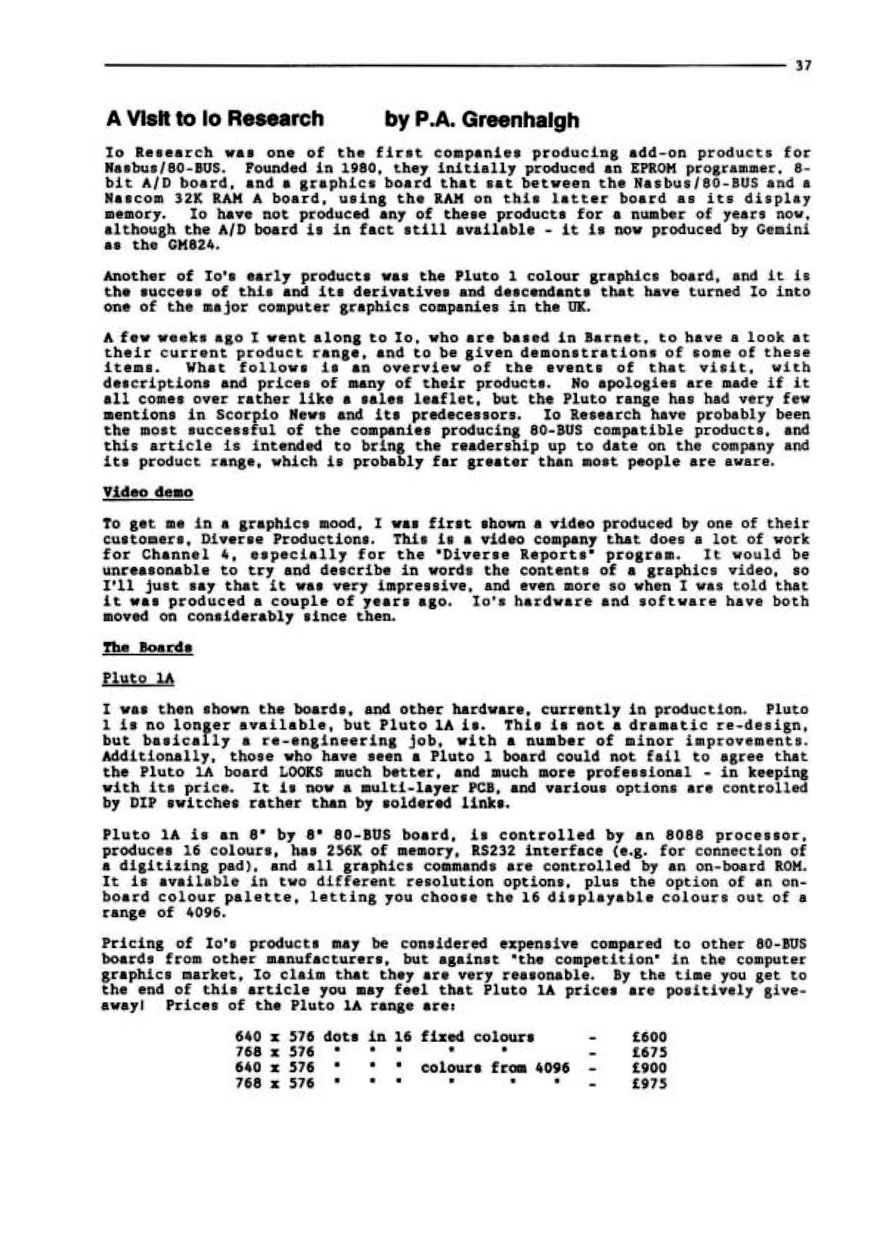 37
A Visit to Io Research by P.A. Greenhalgh
Io Research was one of the first companies producing add-on products for
Nasbus/80-BUS. Founded in 1980, they initially produced an EPROM programmer, 8-
bit A/D board, and a graphics board that sat between the Nasbus/80-BUS and a
Nascom 32K RAM A board, using the RAM on this latter board as its display
memory. Io have not produced any of these products for a number of years now,
although the A/D board is in fact still available - it is now produced by Gemini
as the GM824.
Another of Io's early products was the Pluto 1 colour graphics board, and it is
the success of this and its derivatives and descendants that have turned Io into
one of the major computer graphics companies in the UK.
A few weeks ago I went along to Io, who are based in Barnet, to have a look at
their current product range, and to be given demonstrations of some of these
items. What follows is an overview of the events of that visit, with
descriptions and prices of many of their products. No apologies are made if it
all comes over rather like a sales leaflet, but the Pluto range has had very few
mentions in Scorpio News and its predecessors. Io Research have probably been
the most successful of the companies producing 80-BUS compatible products, and
this article is intended to bring the readership up to date on the company and
its product range, which is probably far greater than most people are aware.
Video demo
To get me in a graphics mood, I was first shown a video produced by one of their
customers, Diverse Productions. This is a video company that does a lot of work
for Channel 4, especially for the "Diverse Reports" program. It would be
unreasonable to try and describe in words the contents of a graphics video, so
I'll just say that it was very impressive, and even more so when I was told that
it was produced a couple of years ago. Io's hardware and software have both
moved on considerably since then.
The Boards
Pluto 1A
I was then shown the boards, and other hardware, currently in production. Pluto
1 is no longer available, but Pluto 1A is. This is not a dramatic re-design,
but basically a re-engineering job, with a number of minor improvements.
Additionally, those who have seen a Pluto 1 board could not fail to agree that
the Pluto 1A board LOOKS much better, and much more professional - in keeping
with its price. It is now a multi-layer PCB, and various options are controlled
by DIP switches rather than by soldered links.
Pluto 1A is an 8" by 8" 80-BUS board, is controlled by an 8088 processor,
produces 16 colours, has 256K of memory, RS232 interface (e.g. for connection of
a digitizing pad), and all graphics commands are controlled by an on-board ROM.
It is available in two different resolution options, plus the option of an on-
board colour palette, letting you choose the 16 displayable colours out of a
range of 4096.
Pricing of Io's products may be considered expensive compared to other 80-BUS
boards from other manufacturers, but against "the competition" in the computer
graphics market, Io claim that they are very reasonable. By the time you get to
the end of this article you may feel that Pluto 1A prices are positively give-
away! Prices of the Pluto 1A range are:
640 x 576 dots in 16 fixed colours - £600
768 x 576 " " " " " - £675
640 x 576 " " " colours from 4096 - £900
768 x 576 " " " " " " - £975